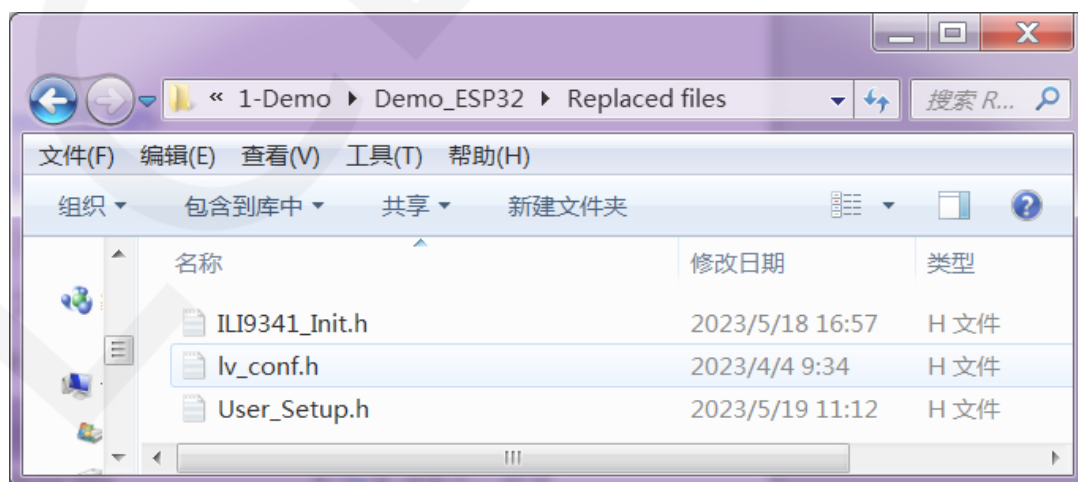 « 1-Demo ▸ Demo_ESP32 ▸ Replaced files 搜索 R...
文件(F) 编辑(E) 查看(V) 工具(T) 帮助(H)
组织 包含到库中 共享 新建文件夹
名称 修改日期 类型
ILI9341_Init.h 2023/5/18 16:57 H 文件
lv_conf.h 2023/4/4 9:34 H 文件
User_Setup.h 2023/5/19 11:12 H 文件